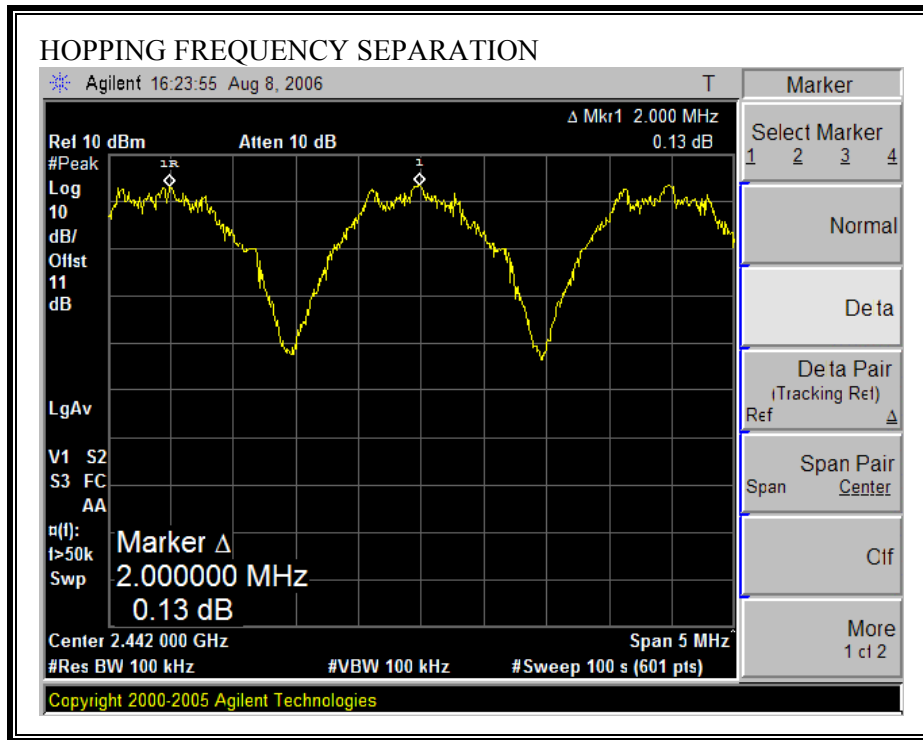 HOPPING FREQUENCY SEPARATION
Agilent 16:23:55 Aug 8, 2006 T
Δ Mkr1 2.000 MHz
Ref 10 dBm Atten 10 dB 0.13 dB
#Peak
Log
10
dB/
Offst
11
dB
1R 1
LgAv
V1 S2
S3 FC
AA
¤(f):
f>50k
Swp
Marker Δ
2.000000 MHz
0.13 dB
Center 2.442 000 GHz Span 5 MHz^
#Res BW 100 kHz #VBW 100 kHz #Sweep 100 s (601 pts)
Copyright 2000-2005 Agilent Technologies
Marker
Select Marker
1 2 3 4
Normal
Delta
Delta Pair
(Tracking Ref)
Ref Δ
Span Pair
Span Center
Off
More
1 of 2